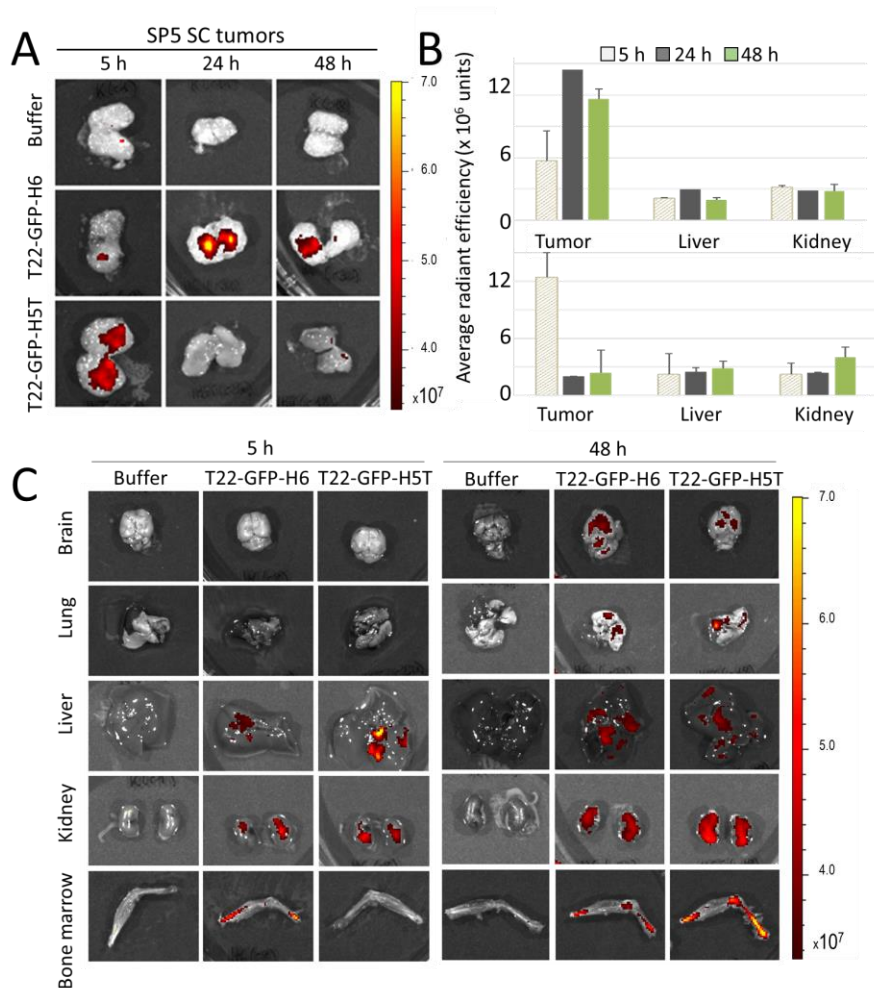 A
SP5 SC tumors
5 h
24 h
48 h
Buffer
T22-GFP-H6
T22-GFP-H5T
7.0
6.0
5.0
4.0
x10⁷
B
5 h
24 h
48 h
Average radiant efficiency (x 10⁶ units)
12
6
0
Tumor
Liver
Kidney
12
6
0
Tumor
Liver
Kidney
C
5 h
48 h
Buffer
T22-GFP-H6
T22-GFP-H5T
Buffer
T22-GFP-H6
T22-GFP-H5T
Brain
Lung
Liver
Kidney
Bone marrow
7.0
6.0
5.0
4.0
x10⁷